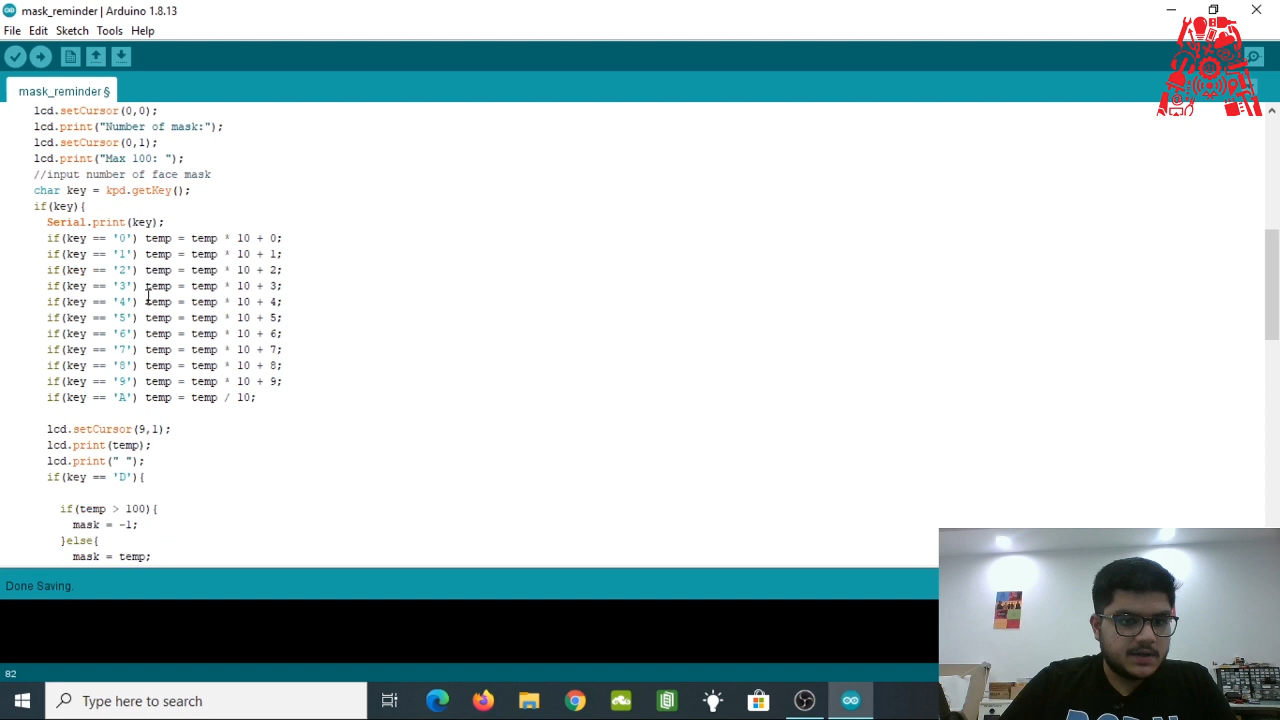 mask_reminder | Arduino 1.8.13
File Edit Sketch Tools Help
mask_reminder §
lcd.setCursor(0,0);
lcd.print("Number of mask:");
lcd.setCursor(0,1);
lcd.print("Max 100: ");
//input number of face mask
char key = kpd.getKey();
if(key){
Serial.print(key);
if(key == '0') temp = temp * 10 + 0;
if(key == '1') temp = temp * 10 + 1;
if(key == '2') temp = temp * 10 + 2;
if(key == '3') temp = temp * 10 + 3;
if(key == '4') temp = temp * 10 + 4;
if(key == '5') temp = temp * 10 + 5;
if(key == '6') temp = temp * 10 + 6;
if(key == '7') temp = temp * 10 + 7;
if(key == '8') temp = temp * 10 + 8;
if(key == '9') temp = temp * 10 + 9;
if(key == 'A') temp = temp / 10;
lcd.setCursor(9,1);
lcd.print(temp);
lcd.print(" ");
if(key == 'D'){
if(temp > 100){
mask = -1;
}else{
mask = temp;
Done Saving.
82
Type here to search